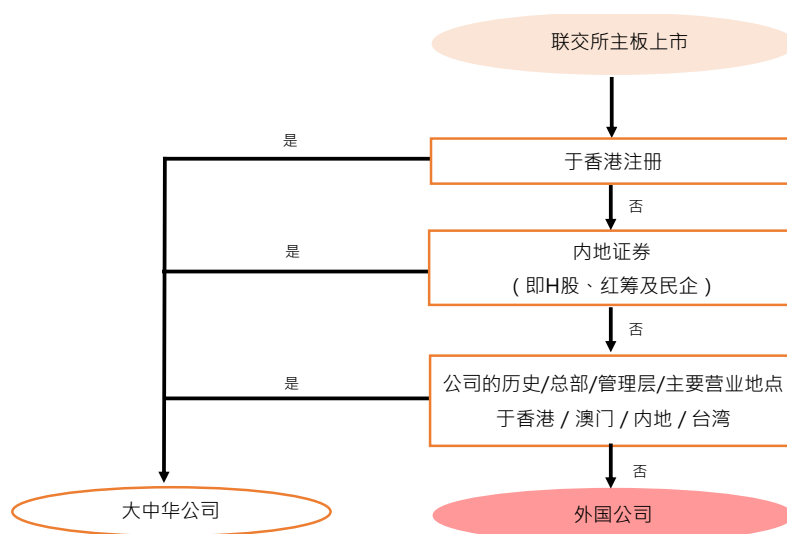 联交所主板上市
是
于香港注册
否
是
内地证券
（即H股、红筹及民企）
否
是
公司的历史/总部/管理层/主要营业地点
于香港 / 澳门 / 内地 / 台湾
否
大中华公司
外国公司